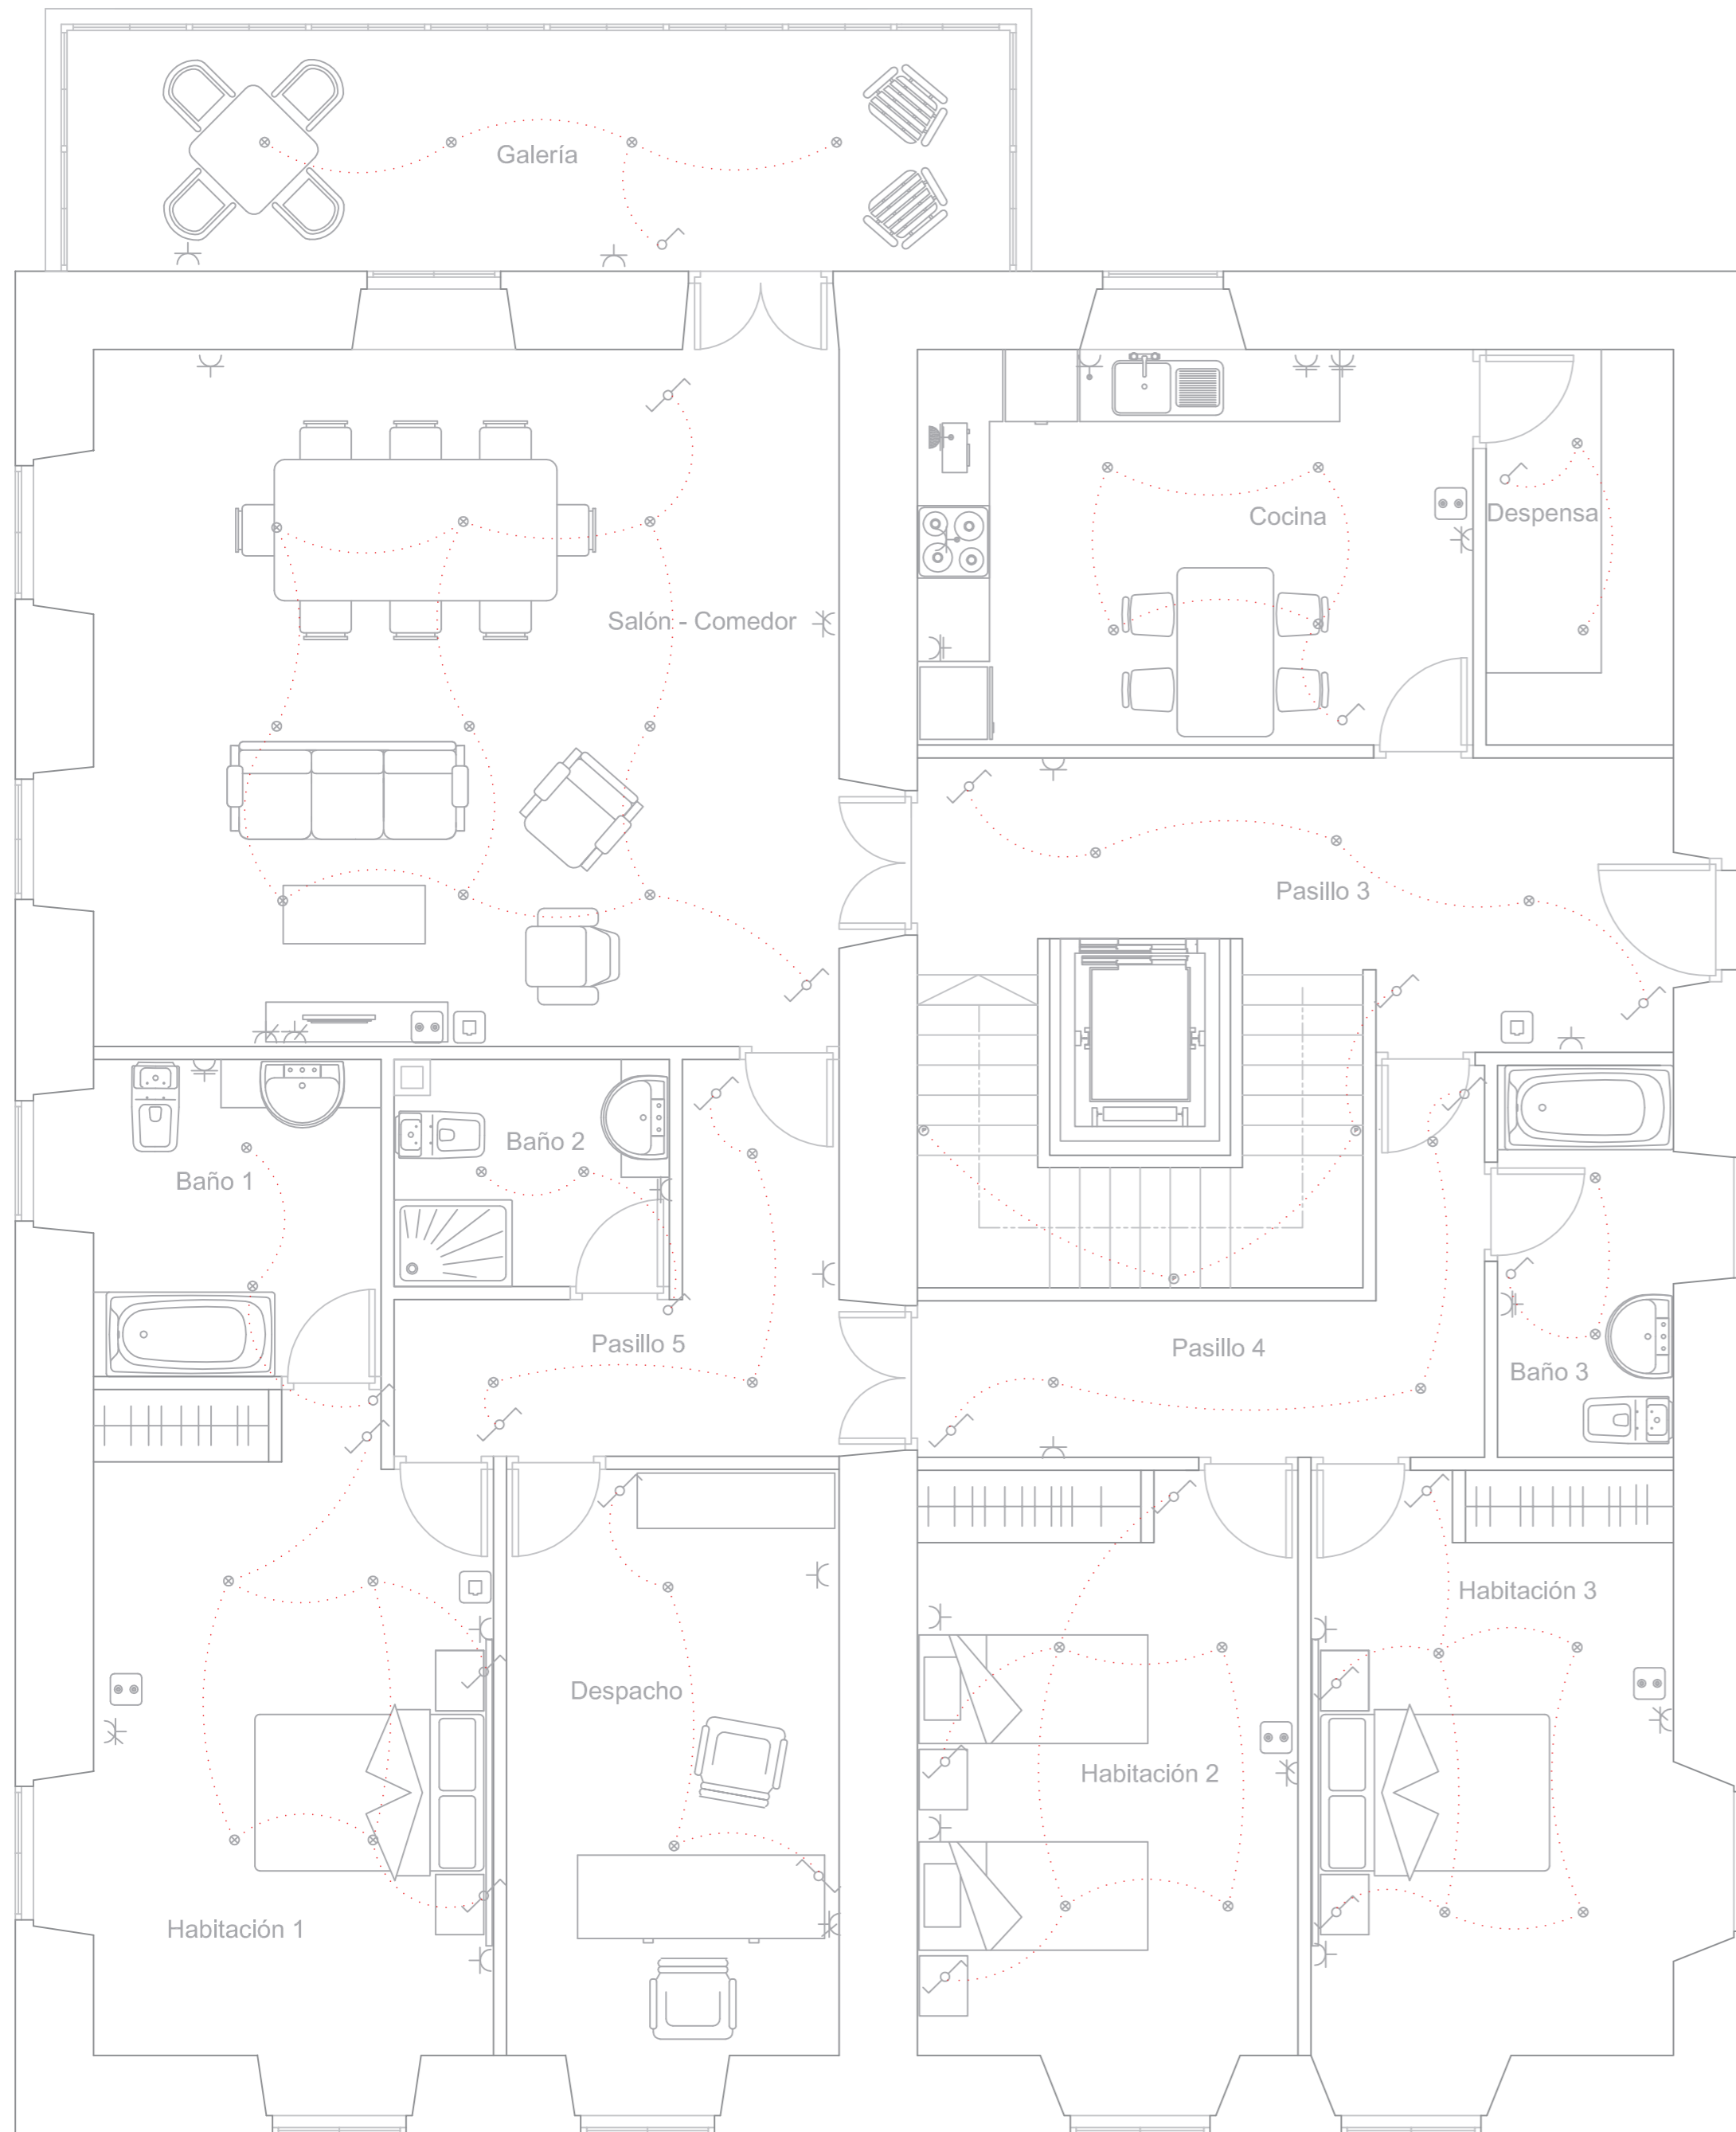 Galería
Cocina
Despensa
Salón - Comedor
Pasillo 3
Baño 2
Baño 1
Pasillo 5
Pasillo 4
Baño 3
Habitación 3
Despacho
Habitación 2
Habitación 1